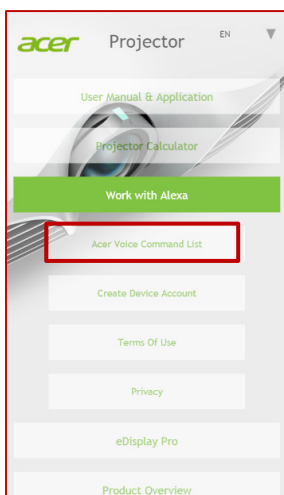 acer Projector EN
User Manual & Application
Projector Calculator
Work with Alexa
Acer Voice Command List
Create Device Account
Terms Of Use
Privacy
eDisplay Pro
Product Overview